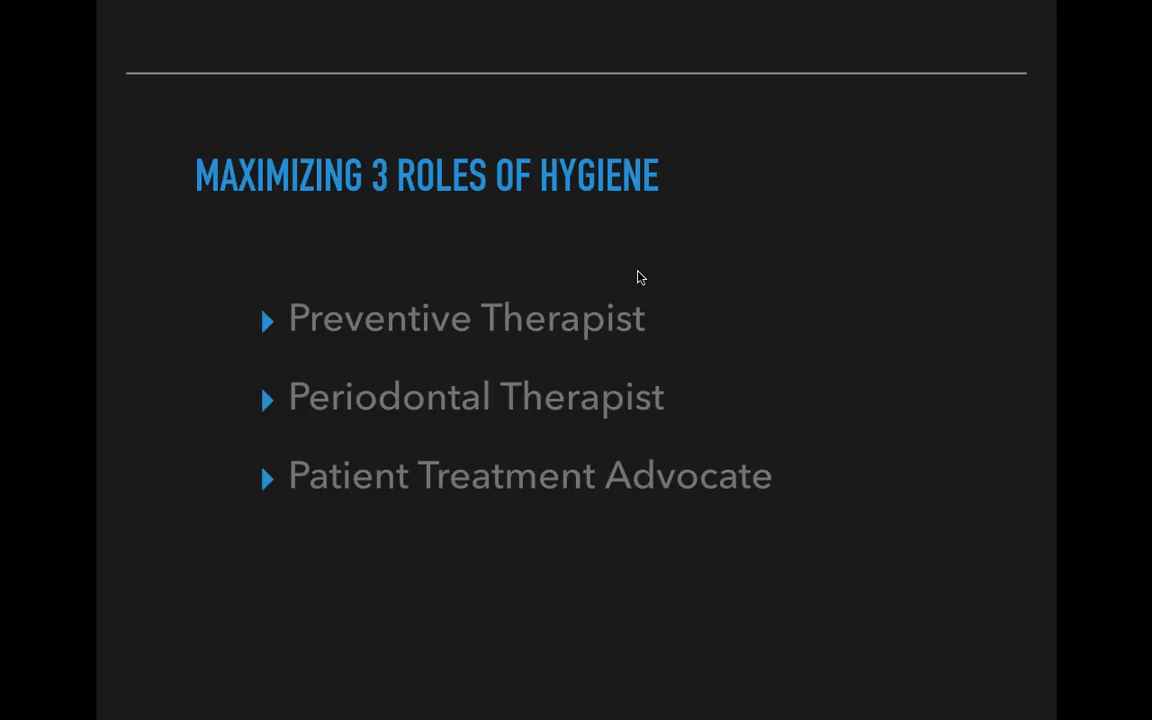 MAXIMIZING 3 ROLES OF HYGIENE
Preventive Therapist
Periodontal Therapist
Patient Treatment Advocate